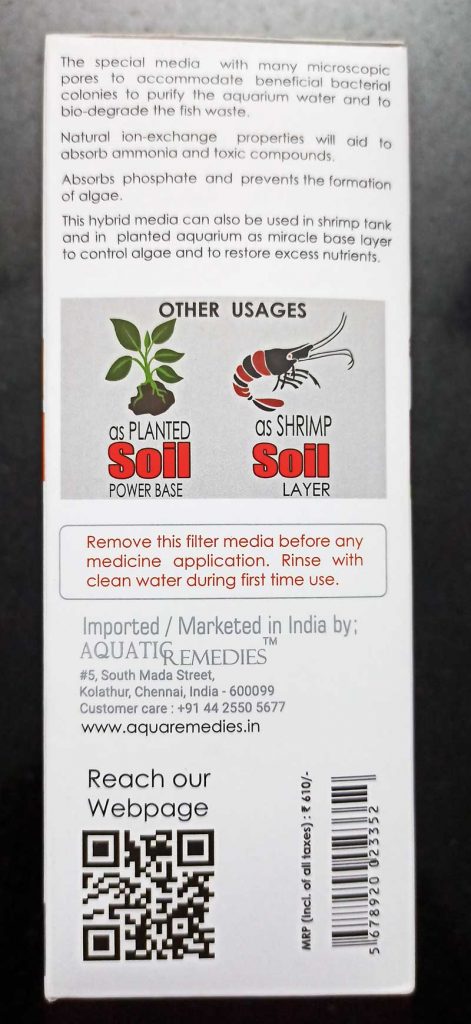 The special media with many microscopic
pores to accommodate beneficial bacterial
colonies to purify the aquarium water and to
bio-degrade the fish waste.
Natural ion-exchange properties will aid to
absorb ammonia and toxic compounds.
Absorbs phosphate and prevents the formation
of algae.
This hybrid media can also be used in shrimp tank
and in planted aquarium as miracle base layer
to control algae and to restore excess nutrients.
OTHER USAGES
as PLANTED
Soil
POWER BASE
as SHRIMP
Soil
LAYER
Remove this filter media before any
medicine application. Rinse with
clean water during first time use.
Imported / Marketed in India by;
AQUATIC REMEDIES™
#5, South Mada Street,
Kolathur, Chennai, India - 600099
Customer care : +91 44 2550 5677
www.aquaremedies.in
Reach our
Webpage
MRP (Incl. of all taxes) : ₹ 610/-
5 678920 023352